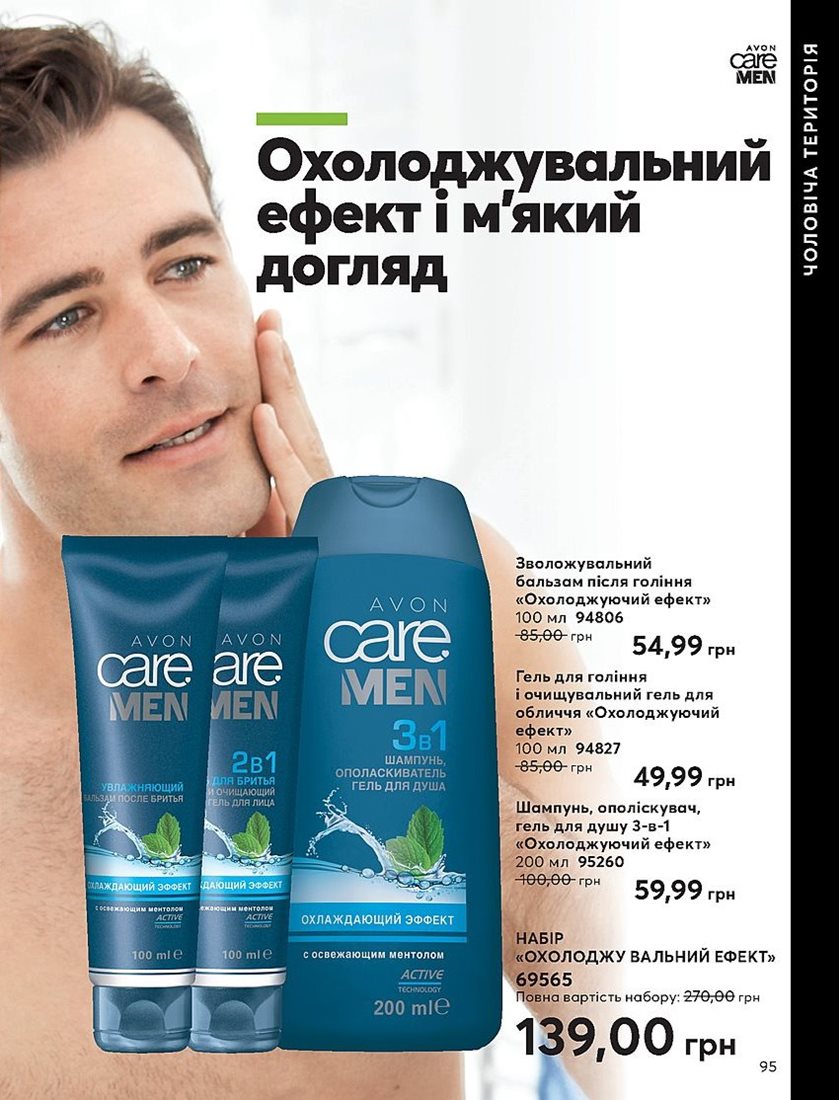 AVON
care
MEN
ЧОЛОВІЧА ТЕРИТОРІЯ
Охолоджувальний
ефект і м'який
догляд
AVON
care
MEN
УВЛАЖНЯЮЩИЙ
БАЛЬЗАМ ПОСЛЕ БРИТЬЯ
ОХЛАЖДАЮЩИЙ ЭФФЕКТ
с освежающим ментолом
ACTIVE
TECHNOLOGY
100 ml e
AVON
are
MEN
2в1
ДЛЯ БРИТЬЯ
И ОЧИЩАЮЩИЙ
ГЕЛЬ ДЛЯ ЛИЦА
ОХЛАЖДАЮЩИЙ ЭФФЕКТ
с освежающим ментолом
ACTIVE
TECHNOLOGY
100 ml e
AVON
care
MEN
3в1
ШАМПУНЬ,
ОПОЛАСКИВАТЕЛЬ
ГЕЛЬ ДЛЯ ДУША
ОХЛАЖДАЮЩИЙ ЭФФЕКТ
с освежающим ментолом
ACTIVE
TECHNOLOGY
200 ml e
Зволожувальний
бальзам після гоління
«Охолоджуючий ефект»
100 мл 94806
85,00 грн
54,99 грн
Гель для гоління
і очищувальний гель для
обличчя «Охолоджуючий
ефект»
100 мл 94827
85,00 грн
49,99 грн
Шампунь, ополіскувач,
гель для душу 3-в-1
«Охолоджуючий ефект»
200 мл 95260
100,00 грн
59,99 грн
НАБІР
«ОХОЛОДЖУ ВАЛЬНИЙ ЕФЕКТ»
69565
Повна вартість набору: 270,00 грн
139,00 грн
95